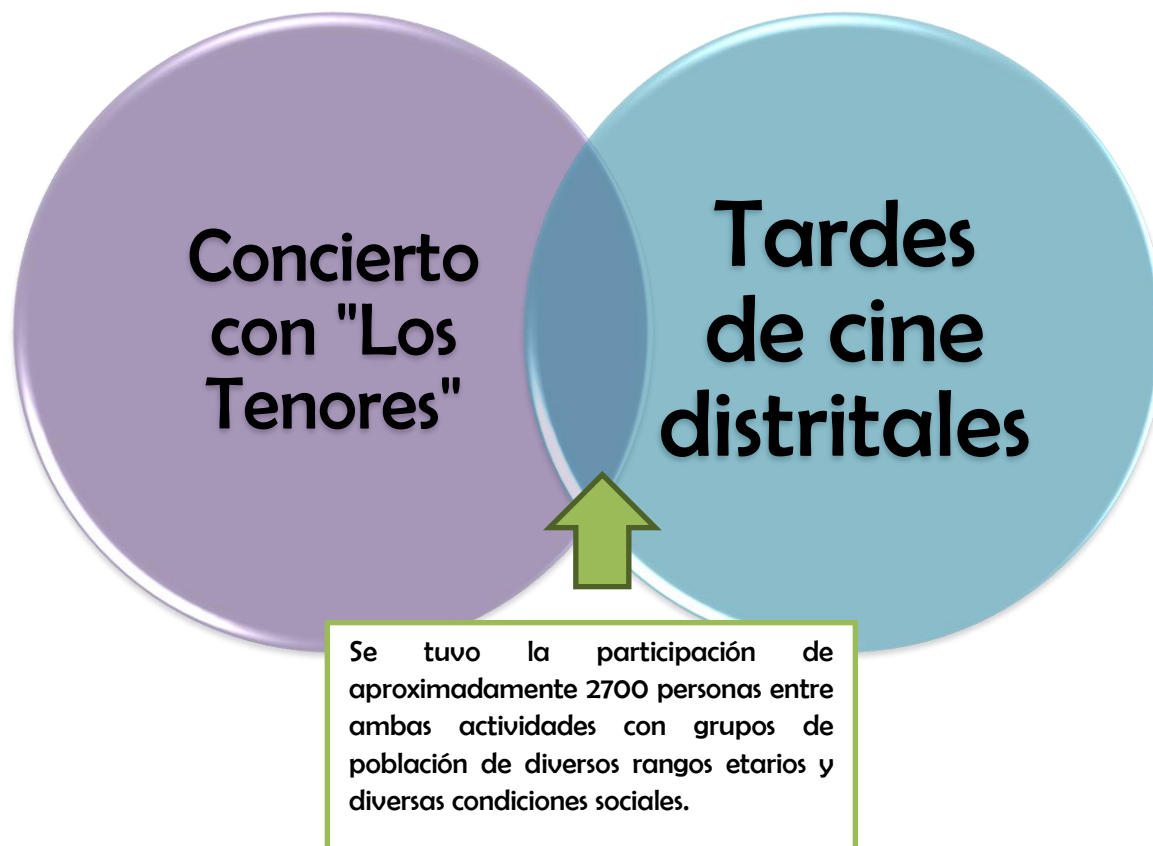 Concierto
con "Los
Tenores"
Tardes
de cine
distritales
Se tuvo la participación de
aproximadamente 2700 personas entre
ambas actividades con grupos de
población de diversos rangos etarios y
diversas condiciones sociales.